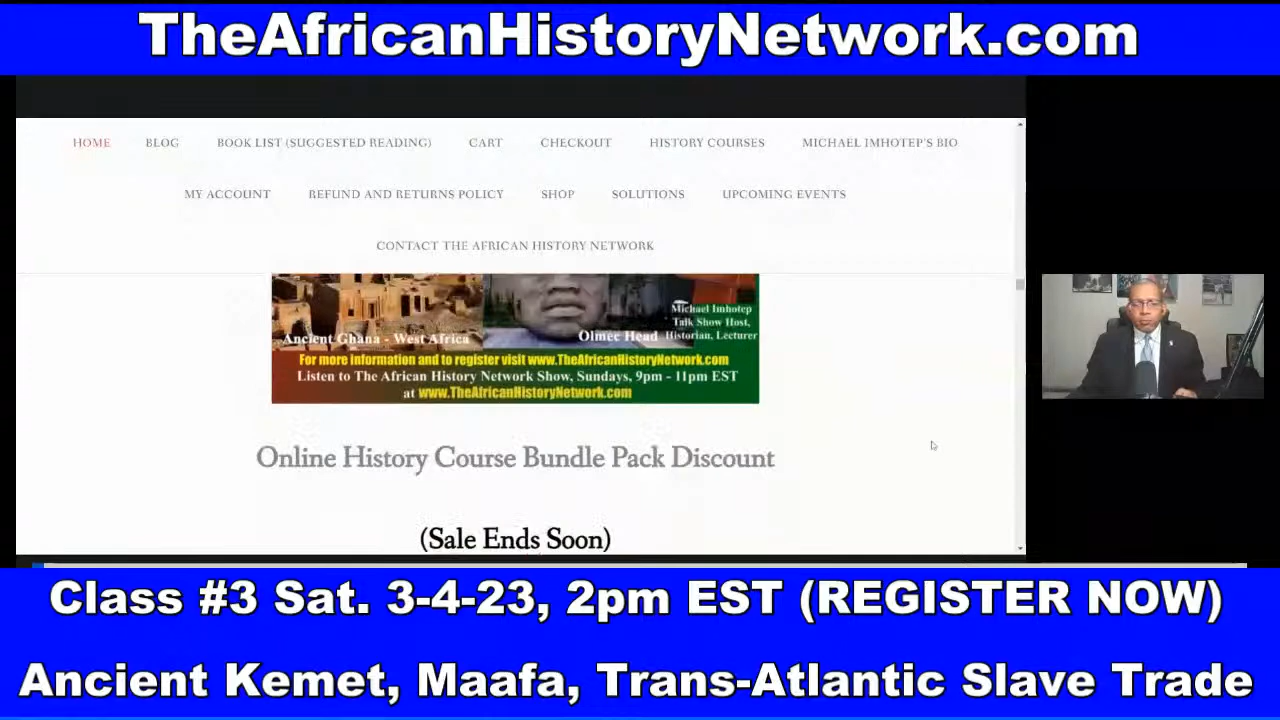 TheAfricanHistoryNetwork.com
HOME BLOG BOOK LIST (SUGGESTED READING) CART CHECKOUT HISTORY COURSES MICHAEL IMHOTEP'S BIO
MY ACCOUNT REFUND AND RETURNS POLICY SHOP SOLUTIONS UPCOMING EVENTS
CONTACT THE AFRICAN HISTORY NETWORK
Michael Imhotep
Talk Show Host,
Ancient Ghana - West Africa Olmec Head Historian, Lecturer
For more information and to register visit www.TheAfricanHistoryNetwork.com
Listen to The African History Network Show, Sundays, 9pm - 11pm EST
at www.TheAfricanHistoryNetwork.com
Online History Course Bundle Pack Discount
(Sale Ends Soon)
Class #3 Sat. 3-4-23, 2pm EST (REGISTER NOW)
Ancient Kemet, Maafa, Trans-Atlantic Slave Trade